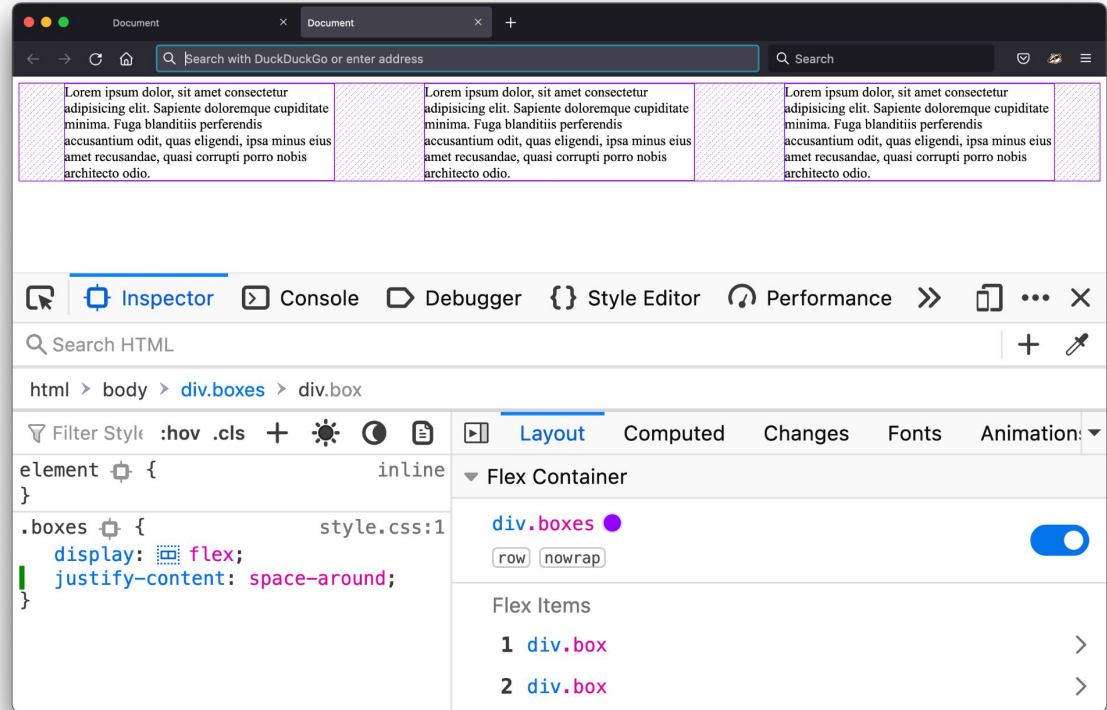 Document
Document
Search with DuckDuckGo or enter address
Search
Lorem ipsum dolor, sit amet consectetur
adipisicing elit. Sapiente doloremque cupiditate
minima. Fuga blanditiis perferendis
accusantium odit, quas eligendi, ipsa minus eius
amet recusandae, quasi corrupti porro nobis
architecto odio.
Lorem ipsum dolor, sit amet consectetur
adipisicing elit. Sapiente doloremque cupiditate
minima. Fuga blanditiis perferendis
accusantium odit, quas eligendi, ipsa minus eius
amet recusandae, quasi corrupti porro nobis
architecto odio.
Lorem ipsum dolor, sit amet consectetur
adipisicing elit. Sapiente doloremque cupiditate
minima. Fuga blanditiis perferendis
accusantium odit, quas eligendi, ipsa minus eius
amet recusandae, quasi corrupti porro nobis
architecto odio.
Inspector Console Debugger {} Style Editor Performance
Search HTML
html > body > div.boxes > div.box
Filter Style :hov .cls
Layout Computed Changes Fonts Animation
element { inline
}
.boxes { style.css:1
display: flex;
justify-content: space-around;
}
Flex Container
div.boxes
row nowrap
Flex Items
1 div.box
2 div.box